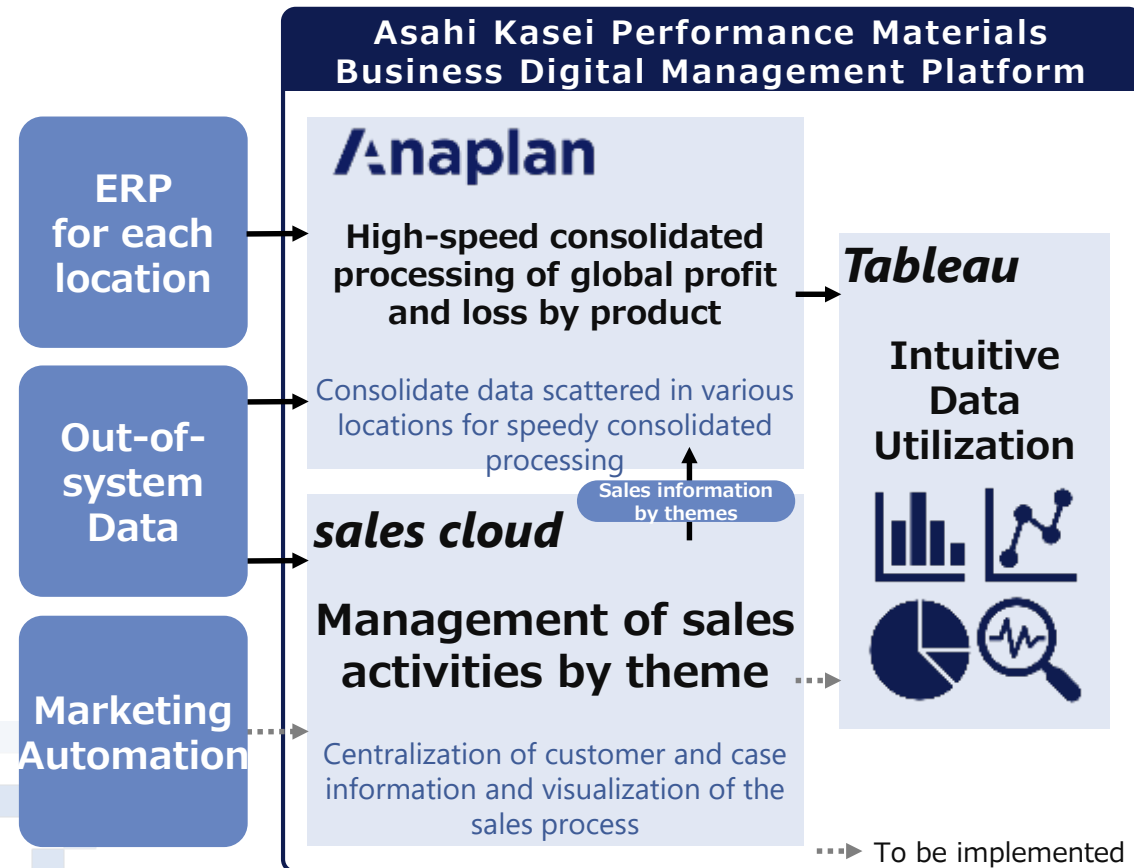 Asahi Kasei Performance Materials
Business Digital Management Platform
ERP
for each
location
Out-of-
system
Data
Marketing
Automation
Anaplan
High-speed consolidated
processing of global profit
and loss by product
Consolidate data scattered in various
locations for speedy consolidated
processing
Sales information
by themes
sales cloud
Management of sales
activities by theme
Centralization of customer and case
information and visualization of the
sales process
Tableau
Intuitive
Data
Utilization
To be implemented